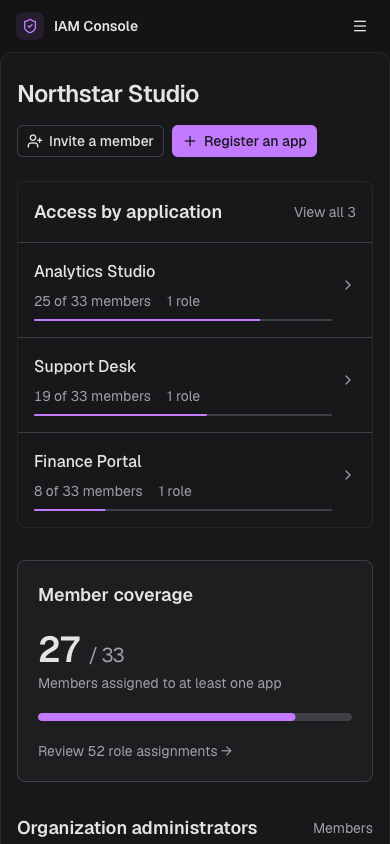 IAM Console
Northstar Studio
Invite a member
Register an app
Access by application
View all 3
Analytics Studio
25 of 33 members 1 role
Support Desk
19 of 33 members 1 role
Finance Portal
8 of 33 members 1 role
Member coverage
27 / 33
Members assigned to at least one app
Review 52 role assignments →
Organization administrators
Members